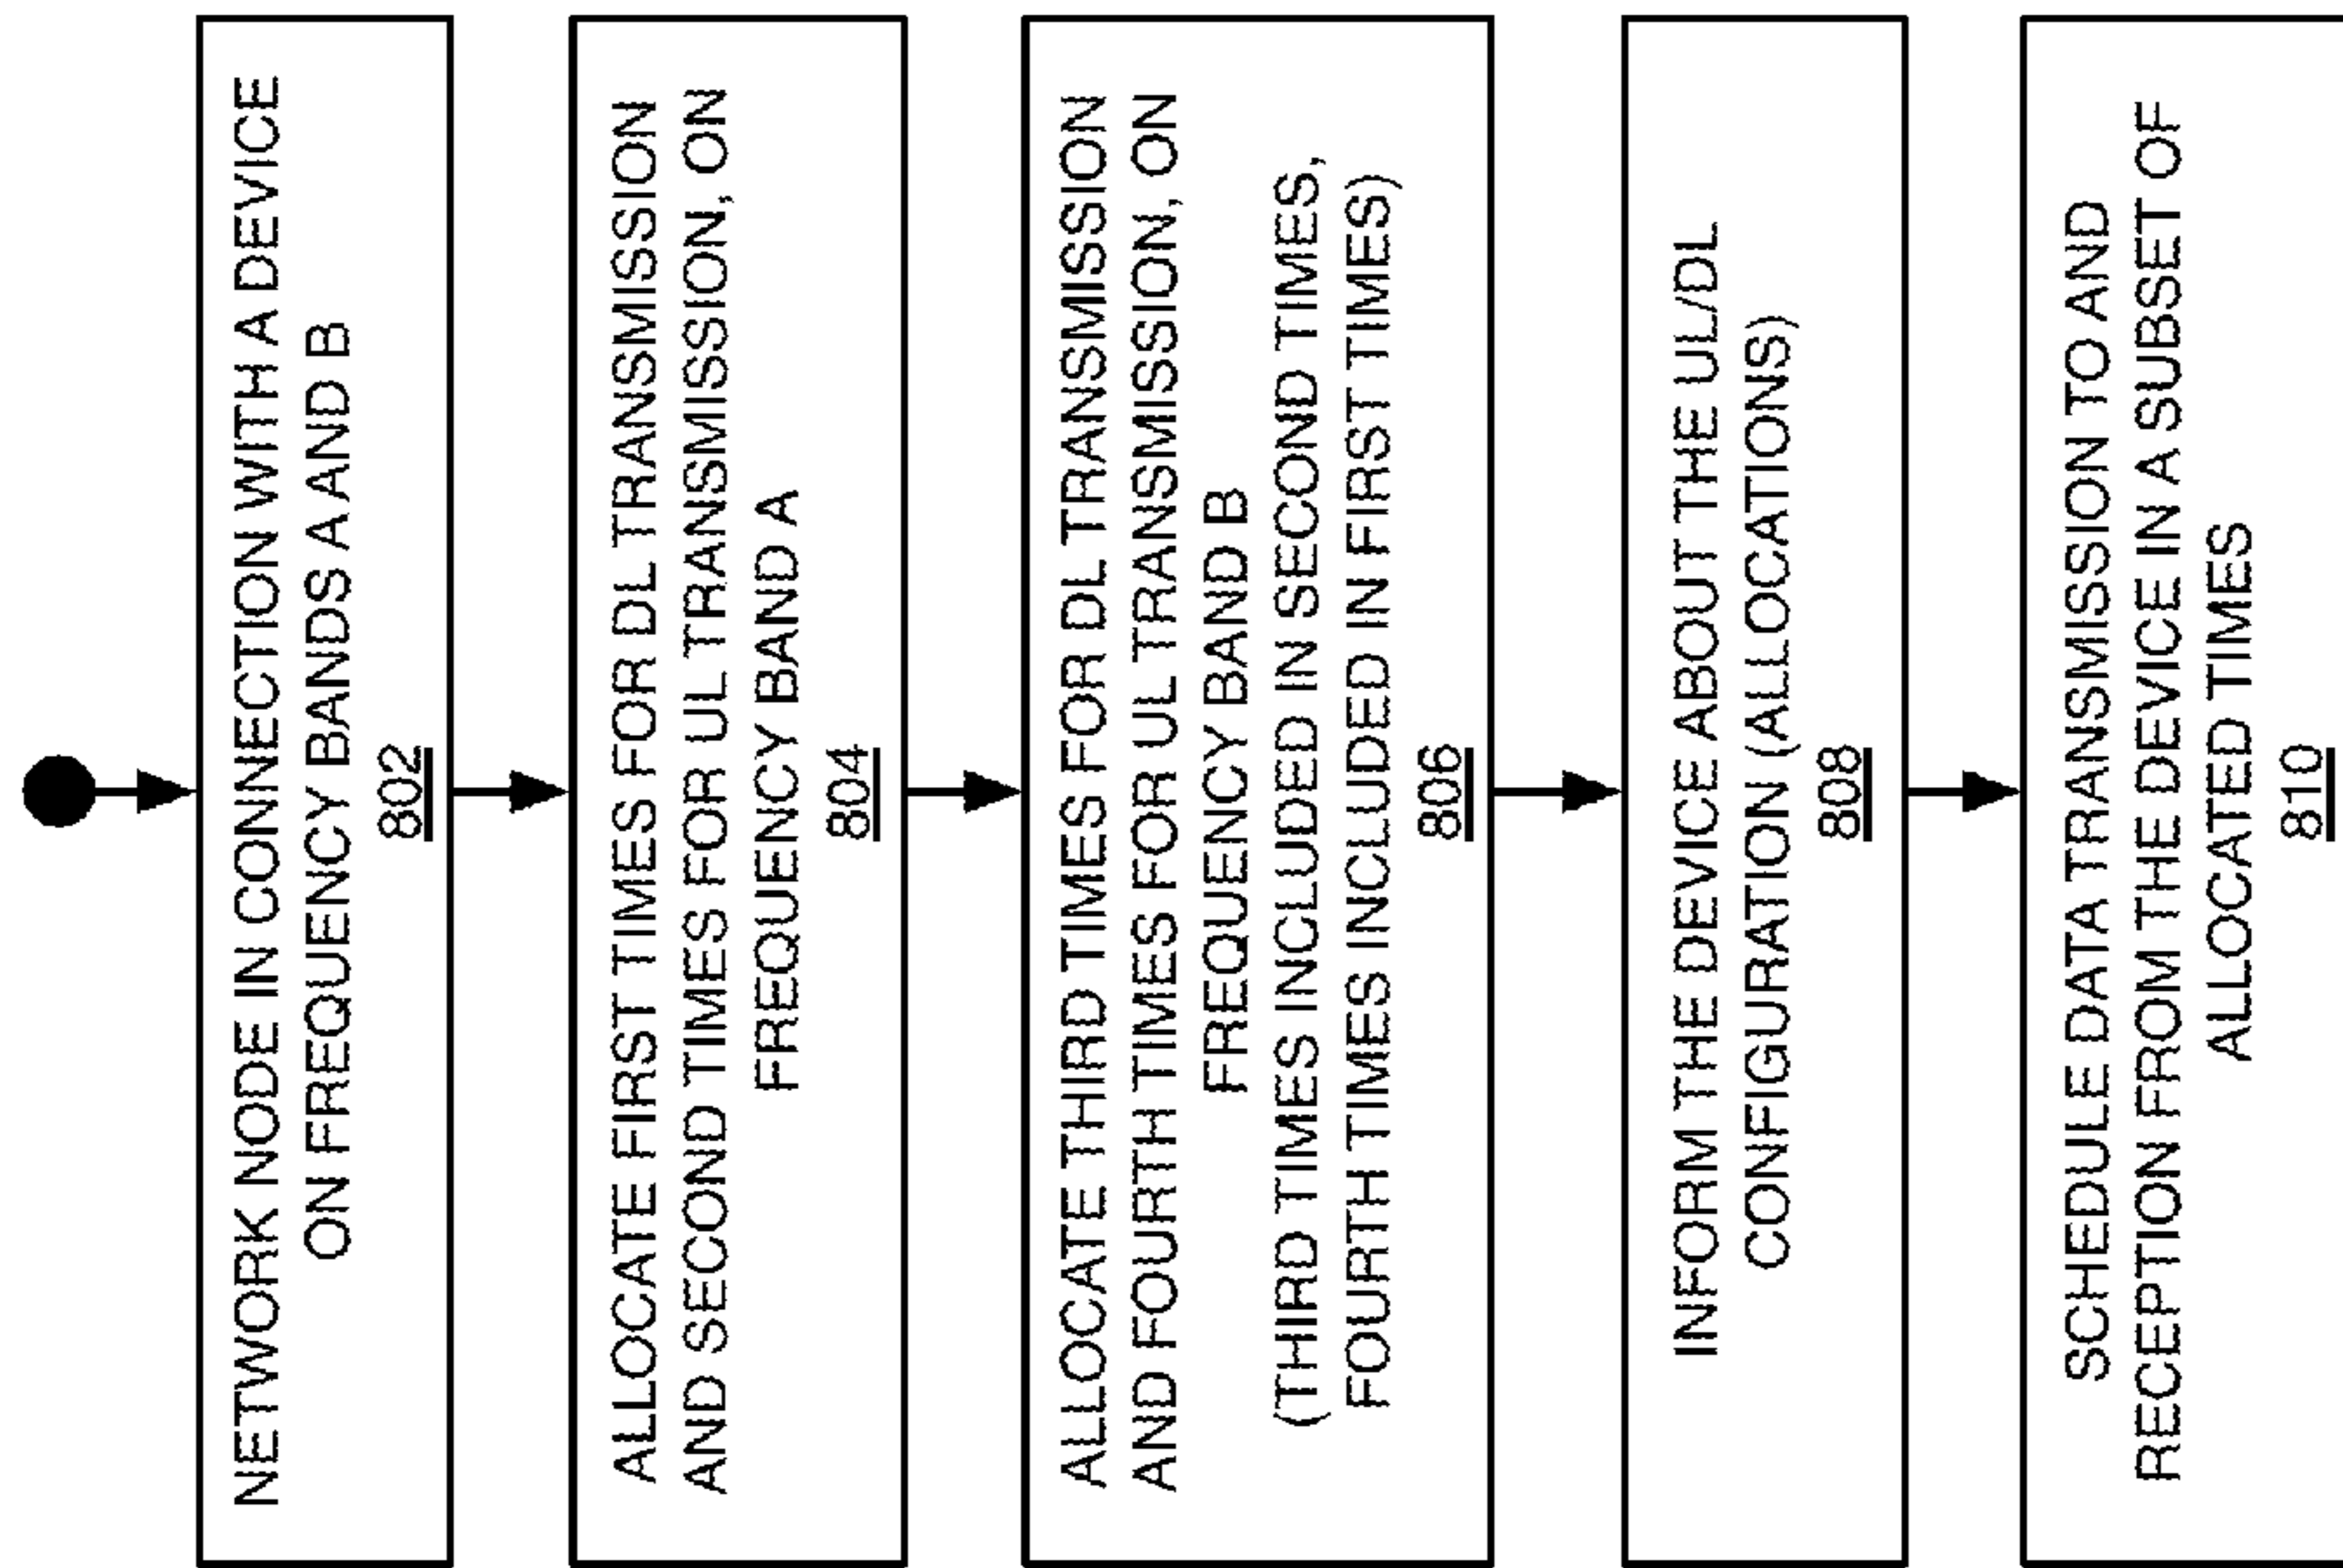 NETWORK NODE IN CONNECTION WITH A DEVICE
ON FREQUENCY BANDS A AND B
802
ALLOCATE FIRST TIMES FOR DL TRANSMISSION
AND SECOND TIMES FOR UL TRANSMISSION, ON
FREQUENCY BAND A
804
ALLOCATE THIRD TIMES FOR DL TRANSMISSION
AND FOURTH TIMES FOR UL TRANSMISSION, ON
FREQUENCY BAND B
(THIRD TIMES INCLUDED IN SECOND TIMES,
FOURTH TIMES INCLUDED IN FIRST TIMES)
806
INFORM THE DEVICE ABOUT THE UL/DL
CONFIGURATION (ALLOCATIONS)
808
SCHEDULE DATA TRANSMISSION TO AND
RECEPTION FROM THE DEVICE IN A SUBSET OF
ALLOCATED TIMES
810